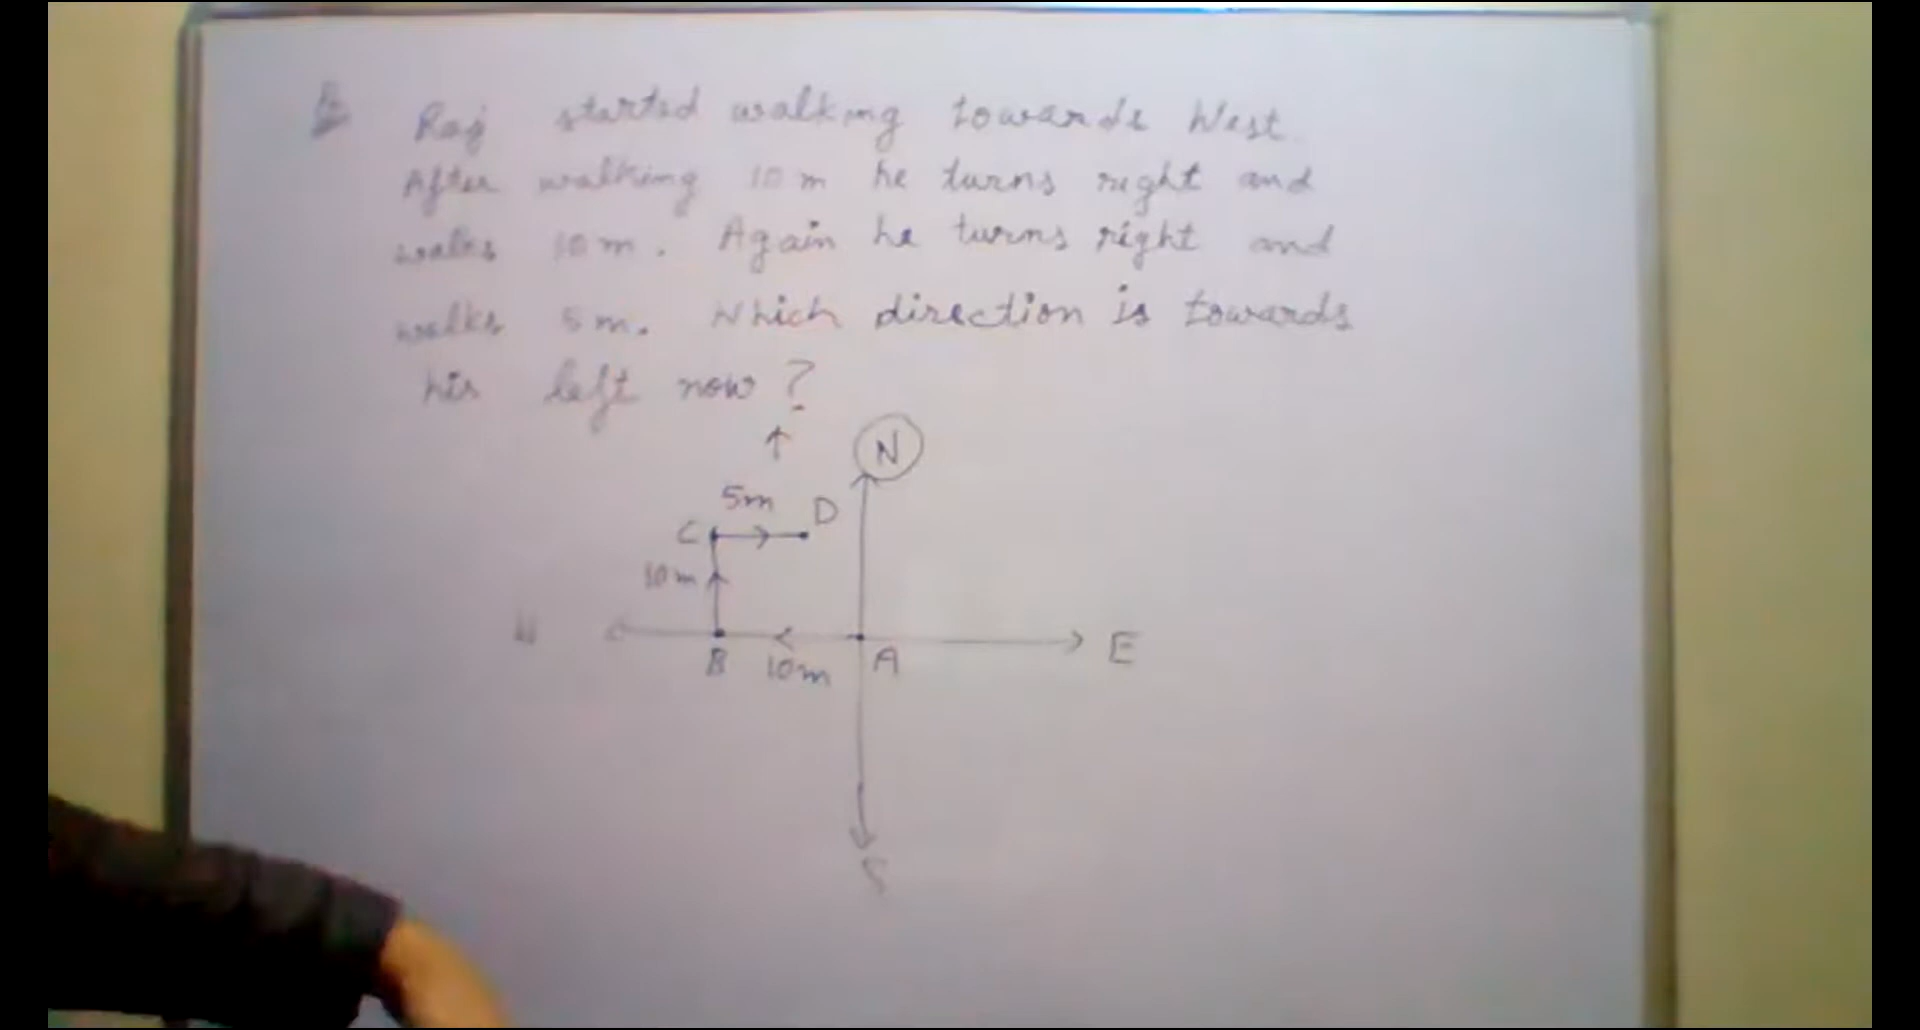 Raj started walking towards West.
After walking 10 m he turns right and
walks 10 m. Again he turns right and
walks 5 m. Which direction is towards
his left now?
N
5m
C D
10m
W E
B 10m A
S